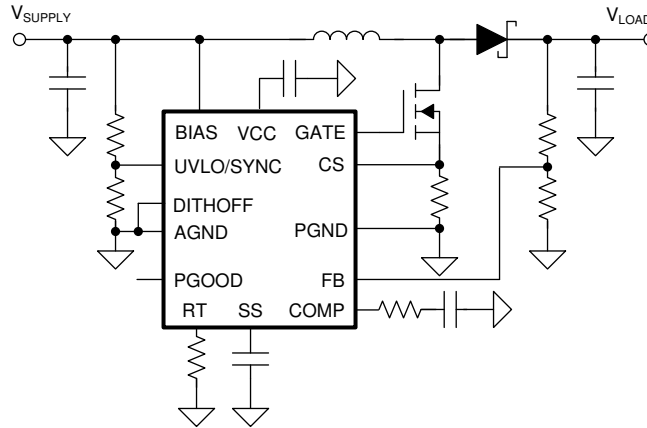 VSUPPLY
VLOAD
BIAS
VCC
GATE
UVLO/SYNC
CS
DITHOFF
AGND
PGND
PGOOD
FB
RT
SS
COMP